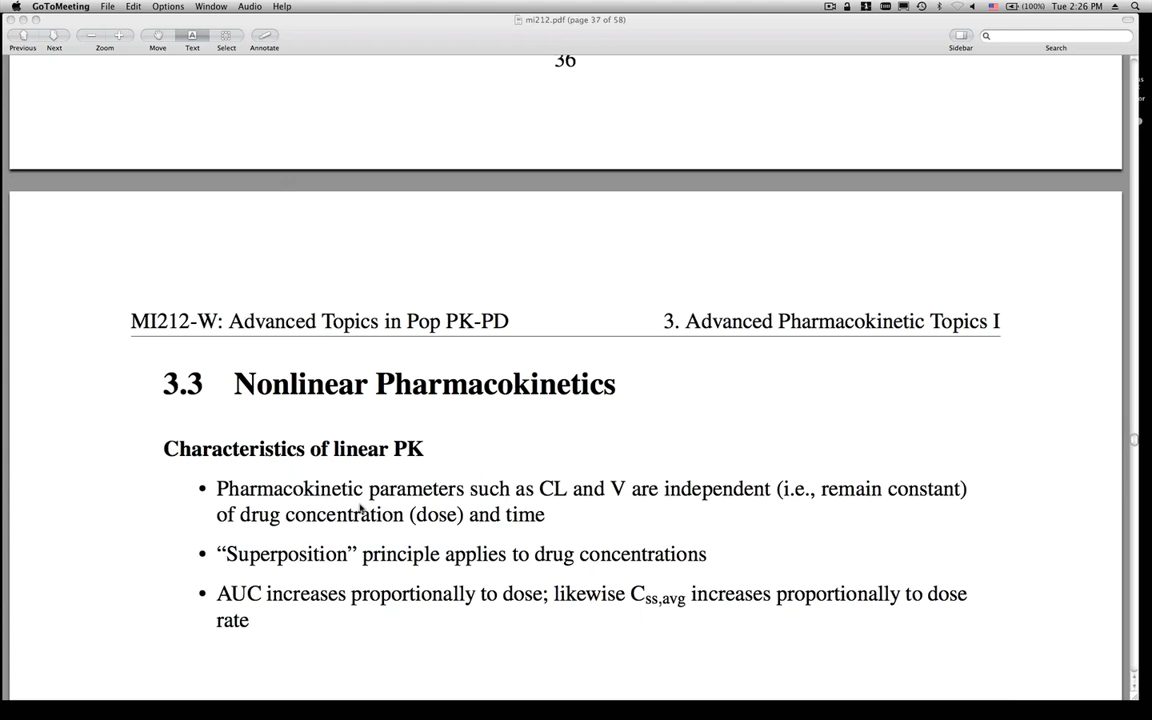 GoToMeeting File Edit Options Window Audio Help (100%) Tue 2:26 PM
mi212.pdf (page 37 of 58)
Previous Next Zoom Move Text Select Annotate Sidebar Search
36
MI212-W: Advanced Topics in Pop PK-PD 3. Advanced Pharmacokinetic Topics I
3.3 Nonlinear Pharmacokinetics
Characteristics of linear PK
• Pharmacokinetic parameters such as CL and V are independent (i.e., remain constant)
of drug concentration (dose) and time
• “Superposition” principle applies to drug concentrations
• AUC increases proportionally to dose; likewise Css,avg increases proportionally to dose
rate